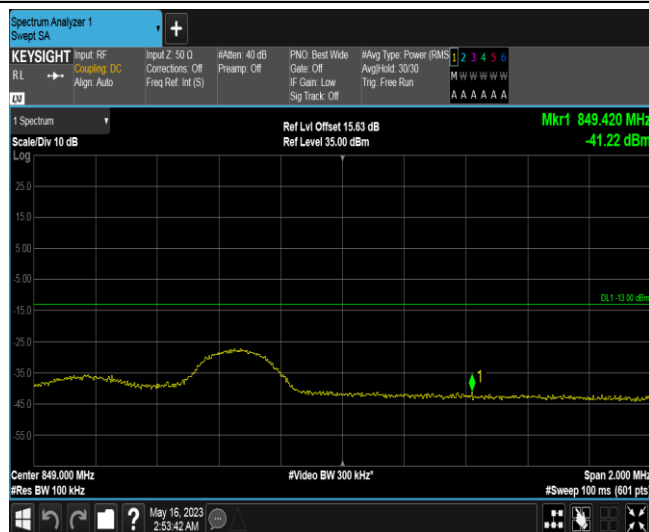 Spectrum Analyzer 1
Swept SA
KEYSIGHT
RL
Input: RF
Coupling: DC
Align: Auto
Input Z: 50 Ω
Corrections: Off
Freq Ref: Int (S)
#Atten: 40 dB
Preamp: Off
PNO: Best Wide
Gate: Off
IF Gain: Low
Sig Track: Off
#Avg Type: Power (RMS
Avg|Hold: 30/30
Trig: Free Run
1 2 3 4 5 6
M W W W W W
A A A A A A
LXI
1 Spectrum
Scale/Div 10 dB
Log
Ref Lvl Offset 15.63 dB
Ref Level 35.00 dBm
Mkr1 849.420 MHz
-41.22 dBm
25.0
15.0
5.00
-5.00
DL1 -13.00 dBm
-15.0
-25.0
-35.0
1
-45.0
-55.0
Center 849.000 MHz
#Res BW 100 kHz
#Video BW 300 kHz*
Span 2.000 MHz
#Sweep 100 ms (601 pts)
May 16, 2023
2:53:42 AM